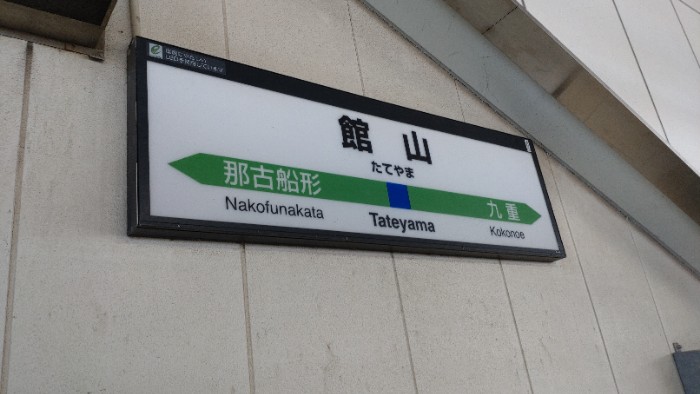 館山
たてやま
那古船形
九重
Nakofunakata
Tateyama
Kokonoe